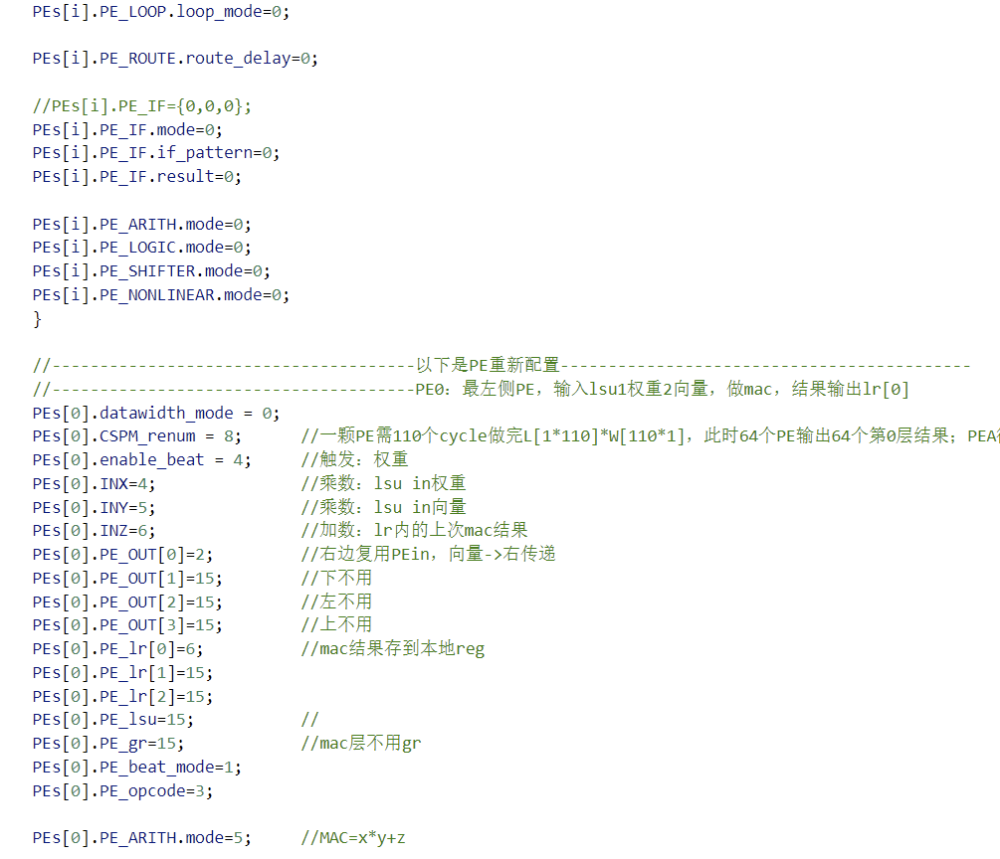 PEs[i].PE_LOOP.loop_mode=0;
PEs[i].PE_ROUTE.route_delay=0;
//PEs[i].PE_IF={0,0,0};
PEs[i].PE_IF.mode=0;
PEs[i].PE_IF.if_pattern=0;
PEs[i].PE_IF.result=0;
PEs[i].PE_ARITH.mode=0;
PEs[i].PE_LOGIC.mode=0;
PEs[i].PE_SHIFTER.mode=0;
PEs[i].PE_NONLINEAR.mode=0;
}
//---------------------------------------以下是PE重新配置-------------------------------------------
//---------------------------------------PE0：最左侧PE，输入lsu1权重2向量，做mac，结果输出lr[0]
PEs[0].datawidth_mode = 0;
PEs[0].CSPM_renum = 8; //一颗PE需110个cycle做完L[1*110]*W[110*1]，此时64个PE输出64个第0层结果；PEA
PEs[0].enable_beat = 4; //触发：权重
PEs[0].INX=4; //乘数：lsu in权重
PEs[0].INY=5; //乘数：lsu in向量
PEs[0].INZ=6; //加数：lr内的上次mac结果
PEs[0].PE_OUT[0]=2; //右边复用PEin，向量->右传递
PEs[0].PE_OUT[1]=15; //下不用
PEs[0].PE_OUT[2]=15; //左不用
PEs[0].PE_OUT[3]=15; //上不用
PEs[0].PE_lr[0]=6; //mac结果存到本地reg
PEs[0].PE_lr[1]=15;
PEs[0].PE_lr[2]=15;
PEs[0].PE_lsu=15; //
PEs[0].PE_gr=15; //mac层不用gr
PEs[0].PE_beat_mode=1;
PEs[0].PE_opcode=3;
PEs[0].PE_ARITH.mode=5; //MAC=x*y+z